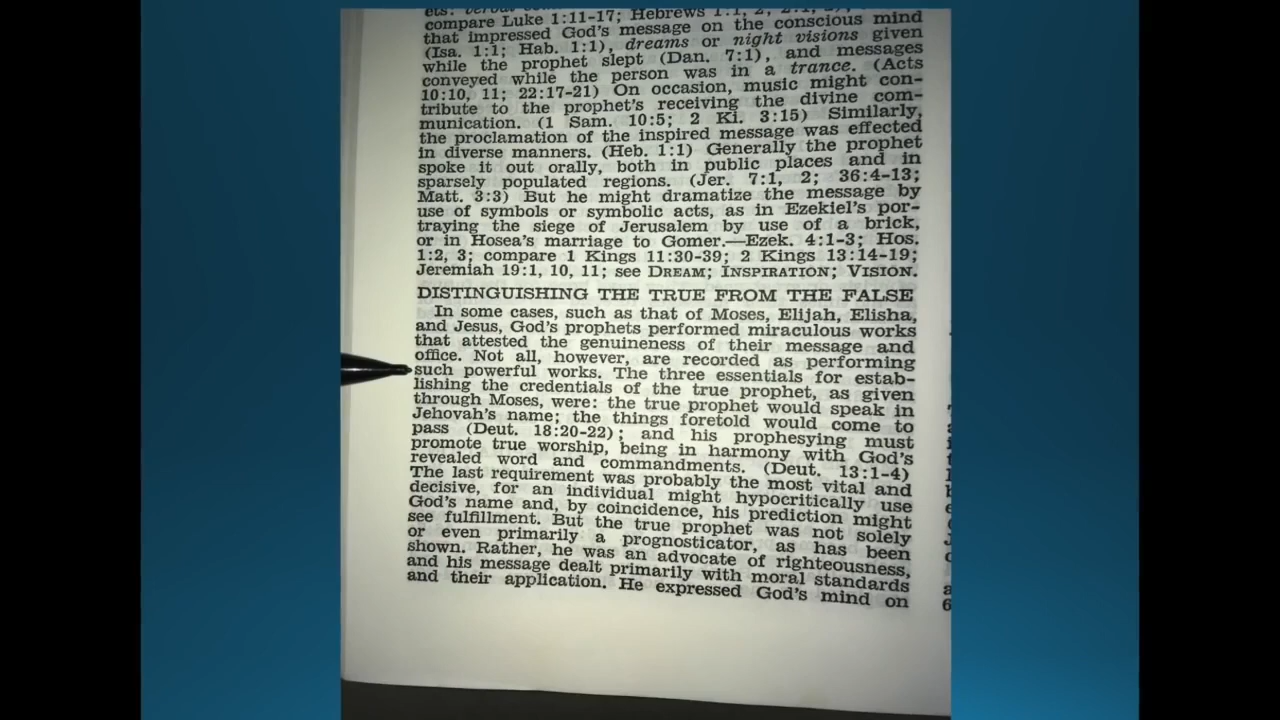 compare Luke 1:11-17; Hebrews 1:1, 2; 2:1, 2
that impressed God's message on the conscious mind
(Isa. 1:1; Hab. 1:1), dreams or night visions given
while the prophet slept (Dan. 7:1), and messages
conveyed while the person was in a trance. (Acts
10:10, 11; 22:17-21) On occasion, music might con-
tribute to the prophet's receiving the divine com-
munication. (1 Sam. 10:5; 2 Ki. 3:15) Similarly,
the proclamation of the inspired message was effected
in diverse manners. (Heb. 1:1) Generally the prophet
spoke it out orally, both in public places and in
sparsely populated regions. (Jer. 7:1, 2; 36:4-13;
Matt. 3:3) But he might dramatize the message by
use of symbols or symbolic acts, as in Ezekiel's por-
traying the siege of Jerusalem by use of a brick,
or in Hosea's marriage to Gomer.—Ezek. 4:1-3; Hos.
1:2, 3; compare 1 Kings 11:30-39; 2 Kings 13:14-19;
Jeremiah 19:1, 10, 11; see DREAM; INSPIRATION; VISION.
DISTINGUISHING THE TRUE FROM THE FALSE
In some cases, such as that of Moses, Elijah, Elisha,
and Jesus, God's prophets performed miraculous works
that attested the genuineness of their message and
office. Not all, however, are recorded as performing
such powerful works. The three essentials for estab-
lishing the credentials of the true prophet, as given
through Moses, were: the true prophet would speak in
Jehovah's name; the things foretold would come to
pass (Deut. 18:20-22); and his prophesying must
promote true worship, being in harmony with God's
revealed word and commandments. (Deut. 13:1-4)
The last requirement was probably the most vital and
decisive, for an individual might hypocritically use
God's name and, by coincidence, his prediction might
see fulfillment. But the true prophet was not solely
or even primarily a prognosticator, as has been
shown. Rather, he was an advocate of righteousness,
and his message dealt primarily with moral standards
and their application. He expressed God's mind on